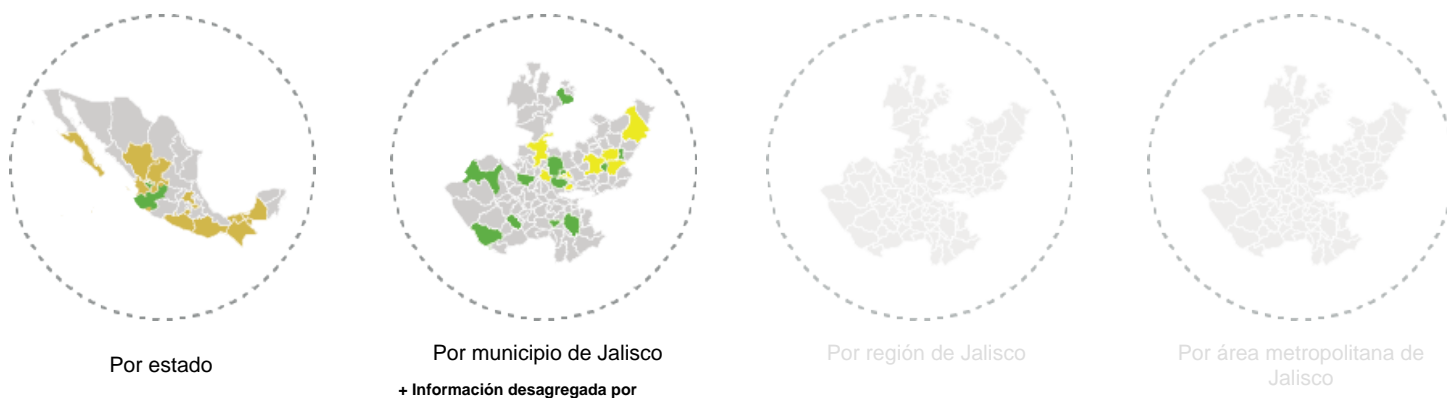 Por estado
Por municipio de Jalisco
+ Información desagregada por
Por región de Jalisco
Por área metropolitana de
Jalisco